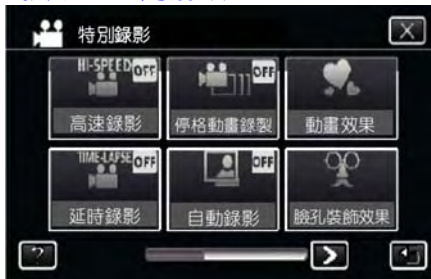 特別錄影
HI-SPEED OFF
OFF
高速錄影
停格動畫錄製
動畫效果
TIME-LAPSE OFF
OFF
延時錄影
自動錄影
臉孔裝飾效果
?